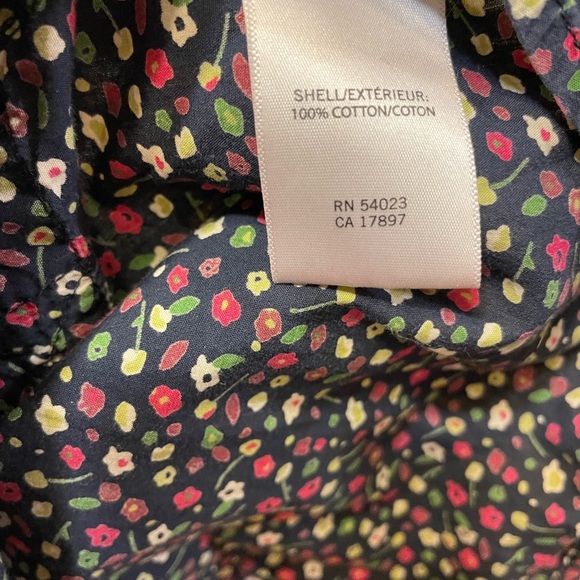 SHELL/EXTÉRIEUR:
100% COTTON/COTON
RN 54023
CA 17897